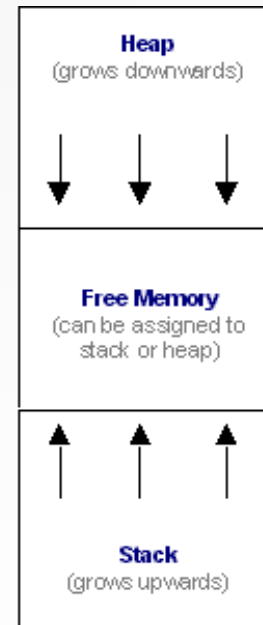 Heap
(grows downwards)
Free Memory
(can be assigned to
stack or heap)
Stack
(grows upwards)